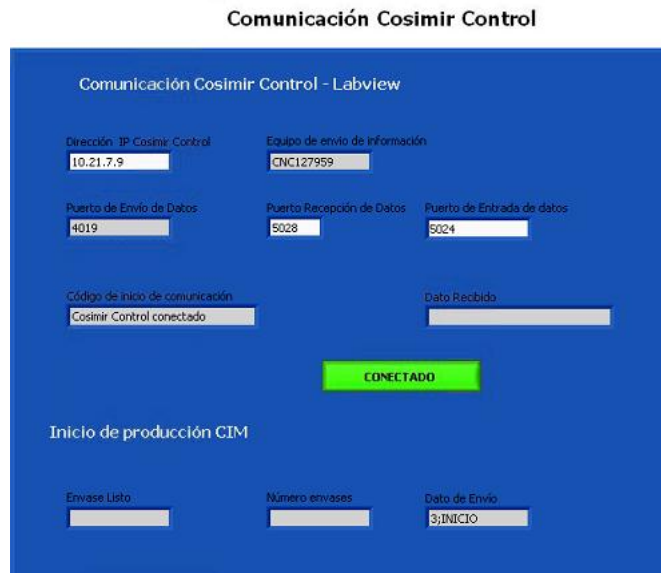 Comunicación Cosimir Control
Comunicación Cosimir Control - Labview
Dirección IP Cosimir Control
Equipo de envio de información
10.21.7.9
CNC127959
Puerto de Envío de Datos
Puerto Recepción de Datos
Puerto de Entrada de datos
4019
5028
5024
Código de inicio de comunicación
Dato Recibido
Cosimir Control conectado
CONECTADO
Inicio de producción CIM
Envase Listo
Número envases
Dato de Envío
3;INICIO